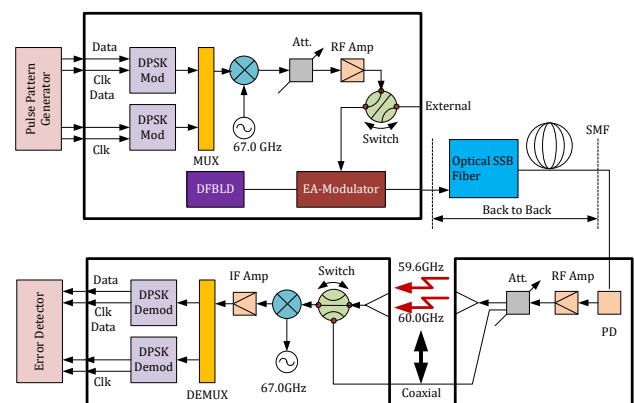 Pulse Pattern
Generator
Data
Clk
Data
Clk
DPSK
Mod
DPSK
Mod
MUX
67.0 GHz
Att.
RF Amp
Switch
External
DFBLD
EA-Modulator
Optical SSB
Fiber
SMF
Back to Back
Error Detector
Data
Clk
Data
Clk
DPSK
Demod
DPSK
Demod
DEMUX
IF Amp
67.0GHz
Switch
59.6GHz
60.0GHz
Coaxial
Att.
RF Amp
PD